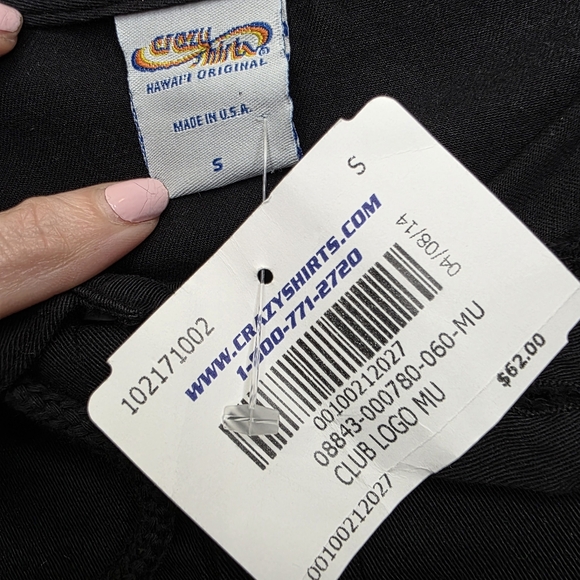 crazy
shirts®
HAWAII ORIGINAL
MADE IN U.S.A.
S
S
102171002
WWW.CRAZYSHIRTS.COM
1-800-771-2720
04/08/14
00100212027
08843-000780-060-MU
CLUB LOGO MU
$62.00
00100212027